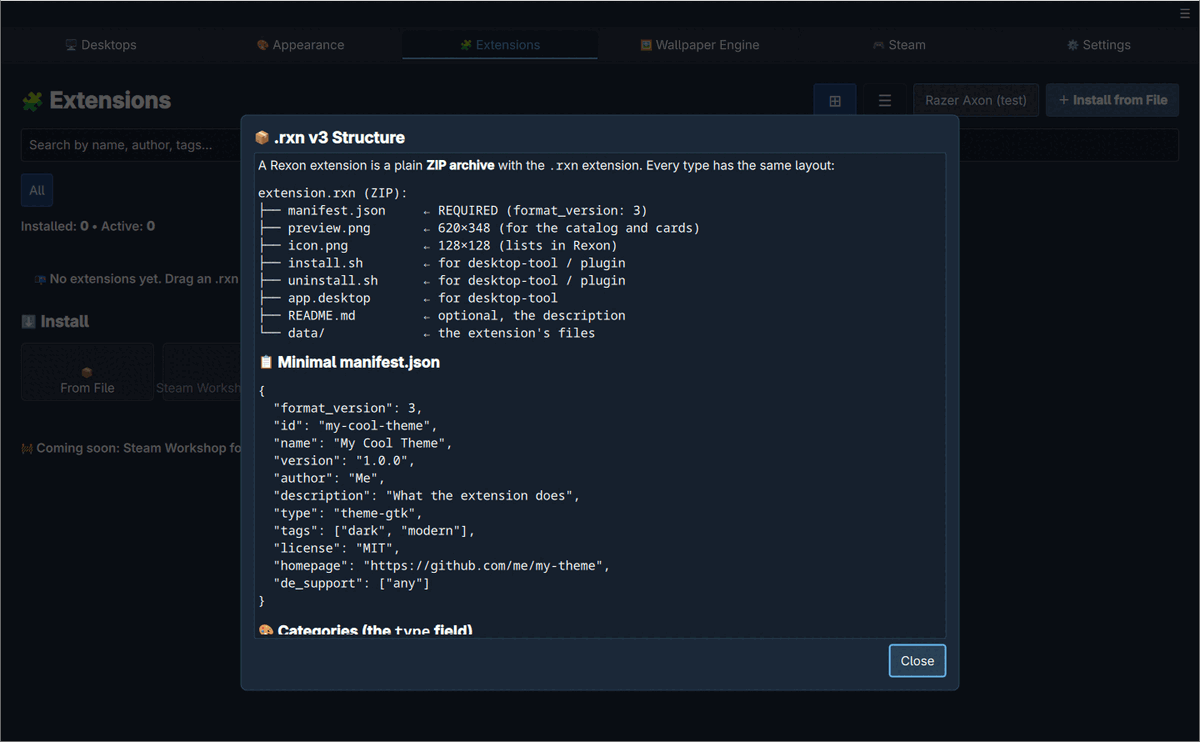 Desktops
Appearance
Extensions
Wallpaper Engine
Steam
Settings
Extensions
Razer Axon (test)
+ Install from File
Search by name, author, tags...
All
Installed: 0 • Active: 0
No extensions yet. Drag an .rxn
Install
From File
Steam Worksh
Coming soon: Steam Workshop fo
.rxn v3 Structure
A Rexon extension is a plain ZIP archive with the .rxn extension. Every type has the same layout:
extension.rxn (ZIP):
├── manifest.json ← REQUIRED (format_version: 3)
├── preview.png ← 620×348 (for the catalog and cards)
├── icon.png ← 128×128 (lists in Rexon)
├── install.sh ← for desktop-tool / plugin
├── uninstall.sh ← for desktop-tool / plugin
├── app.desktop ← for desktop-tool
├── README.md ← optional, the description
└── data/ ← the extension's files
Minimal manifest.json
{
"format_version": 3,
"id": "my-cool-theme",
"name": "My Cool Theme",
"version": "1.0.0",
"author": "Me",
"description": "What the extension does",
"type": "theme-gtk",
"tags": ["dark", "modern"],
"license": "MIT",
"homepage": "https://github.com/me/my-theme",
"de_support": ["any"]
}
Categories (the type field)
Close